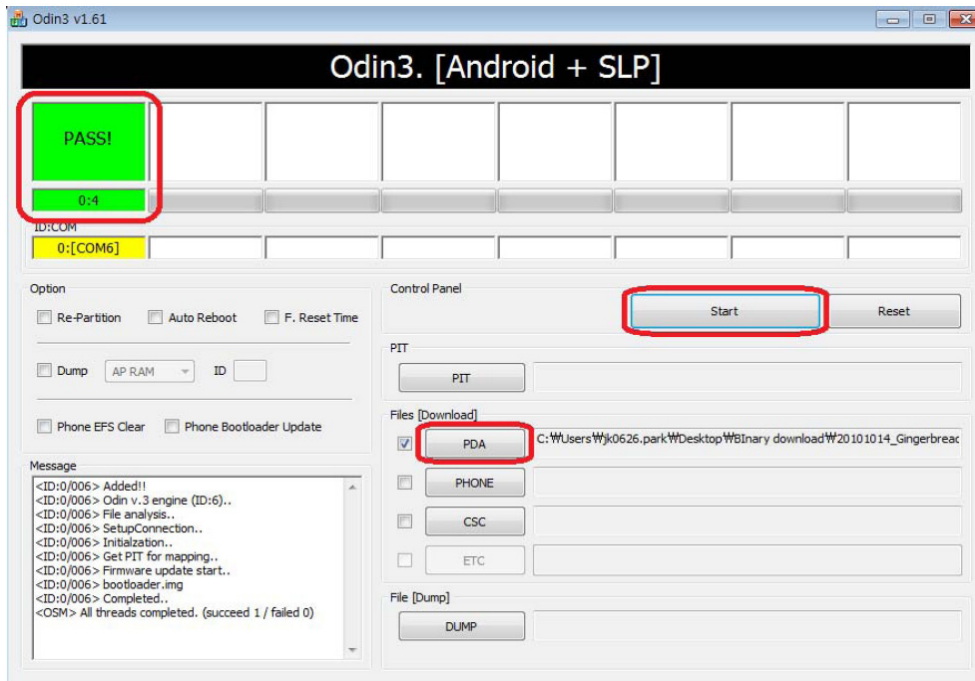 Odin3 v1.61
Odin3. [Android + SLP]
PASS!
0:4
ID:COM
0:[COM6]
Option
Re-Partition
Auto Reboot
F. Reset Time
Dump
AP RAM
ID
Phone EFS Clear
Phone Bootloader Update
Message
<ID:0/006> Added!!
<ID:0/006> Odin v.3 engine (ID:6)..
<ID:0/006> File analysis..
<ID:0/006> SetupConnection..
<ID:0/006> Initialzation..
<ID:0/006> Get PIT for mapping..
<ID:0/006> Firmware update start..
<ID:0/006> bootloader.img
<ID:0/006> Completed..
<OSM> All threads completed. (succeed 1 / failed 0)
Control Panel
Start
Reset
PIT
PIT
Files [Download]
PDA
C:₩Users₩jk0626.park₩Desktop₩BInary download₩20101014_Gingerbreac
PHONE
CSC
ETC
File [Dump]
DUMP